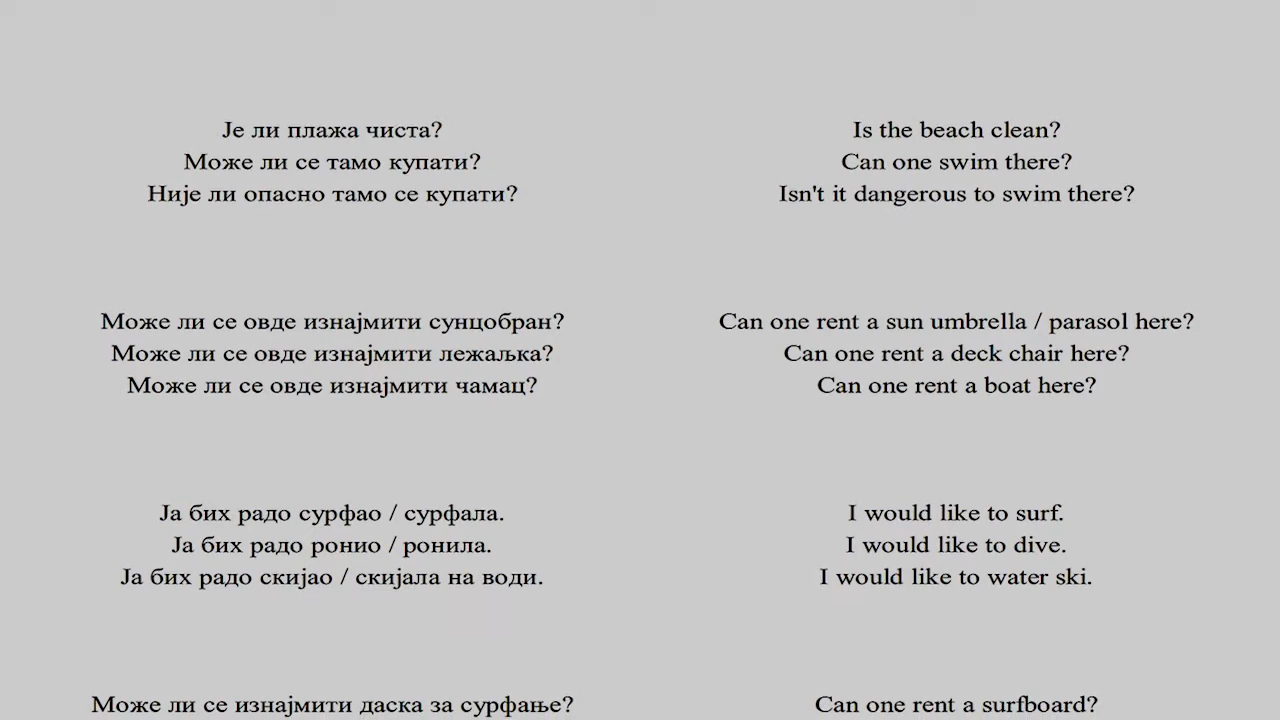 Је ли плажа чиста?
Може ли се тамо купати?
Није ли опасно тамо се купати?
Може ли се овде изнајмити сунцобран?
Може ли се овде изнајмити лежаљка?
Може ли се овде изнајмити чамац?
Ја бих радо сурфао / сурфала.
Ја бих радо ронио / ронила.
Ја бих радо скијао / скијала на води.
Може ли се изнајмити даска за сурфање?
Is the beach clean?
Can one swim there?
Isn't it dangerous to swim there?
Can one rent a sun umbrella / parasol here?
Can one rent a deck chair here?
Can one rent a boat here?
I would like to surf.
I would like to dive.
I would like to water ski.
Can one rent a surfboard?